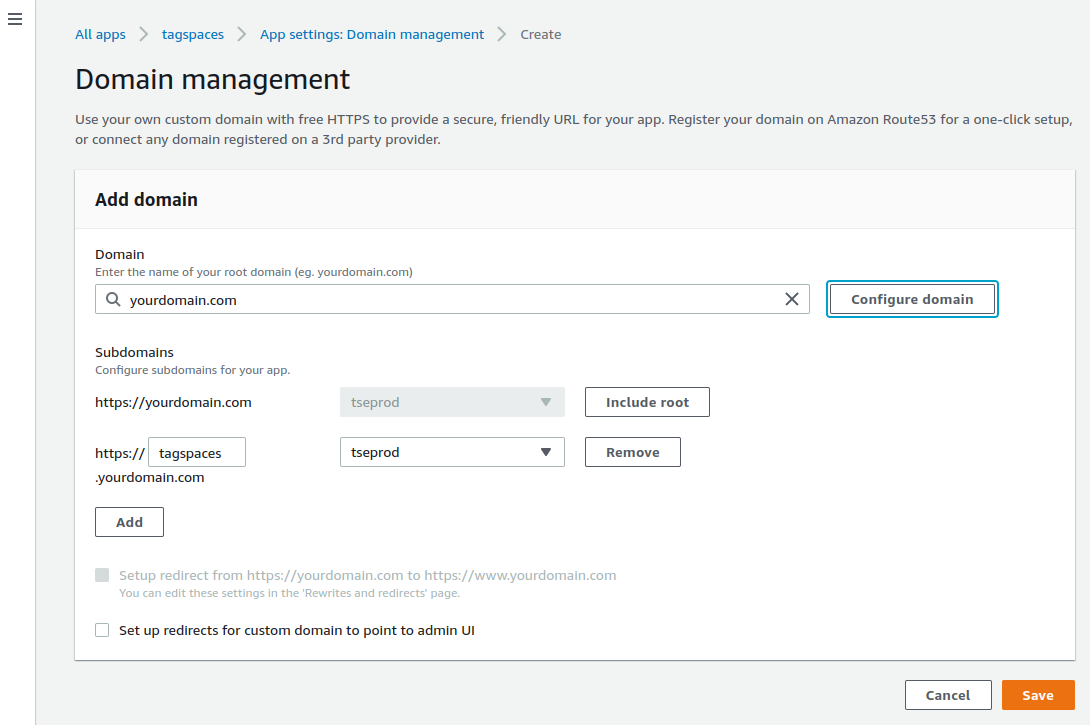 All apps > tagspaces > App settings: Domain management > Create
Domain management
Use your own custom domain with free HTTPS to provide a secure, friendly URL for your app. Register your domain on Amazon Route53 for a one-click setup,
or connect any domain registered on a 3rd party provider.
Add domain
Domain
Enter the name of your root domain (eg. yourdomain.com)
yourdomain.com Configure domain
Subdomains
Configure subdomains for your app.
https://yourdomain.com tseprod Include root
https:// tagspaces tseprod Remove
.yourdomain.com
Add
Setup redirect from https://yourdomain.com to https://www.yourdomain.com
You can edit these settings in the 'Rewrites and redirects' page.
Set up redirects for custom domain to point to admin UI
Cancel Save